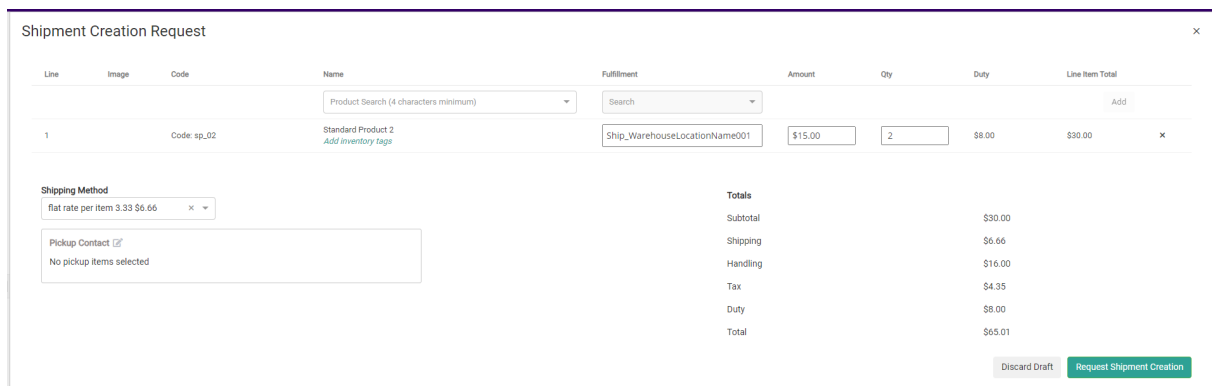 Shipment Creation Request ×
Line Image Code Name Fulfillment Amount Qty Duty Line Item Total
Product Search (4 characters minimum) Search Add
1 Code: sp_02 Standard Product 2 Ship_WarehouseLocationName001 $15.00 2 $8.00 $30.00 ×
Add inventory tags
Shipping Method
flat rate per item 3.33 $6.66 ×
Pickup Contact
No pickup items selected
Totals
Subtotal $30.00
Shipping $6.66
Handling $16.00
Tax $4.35
Duty $8.00
Total $65.01
Discard Draft Request Shipment Creation